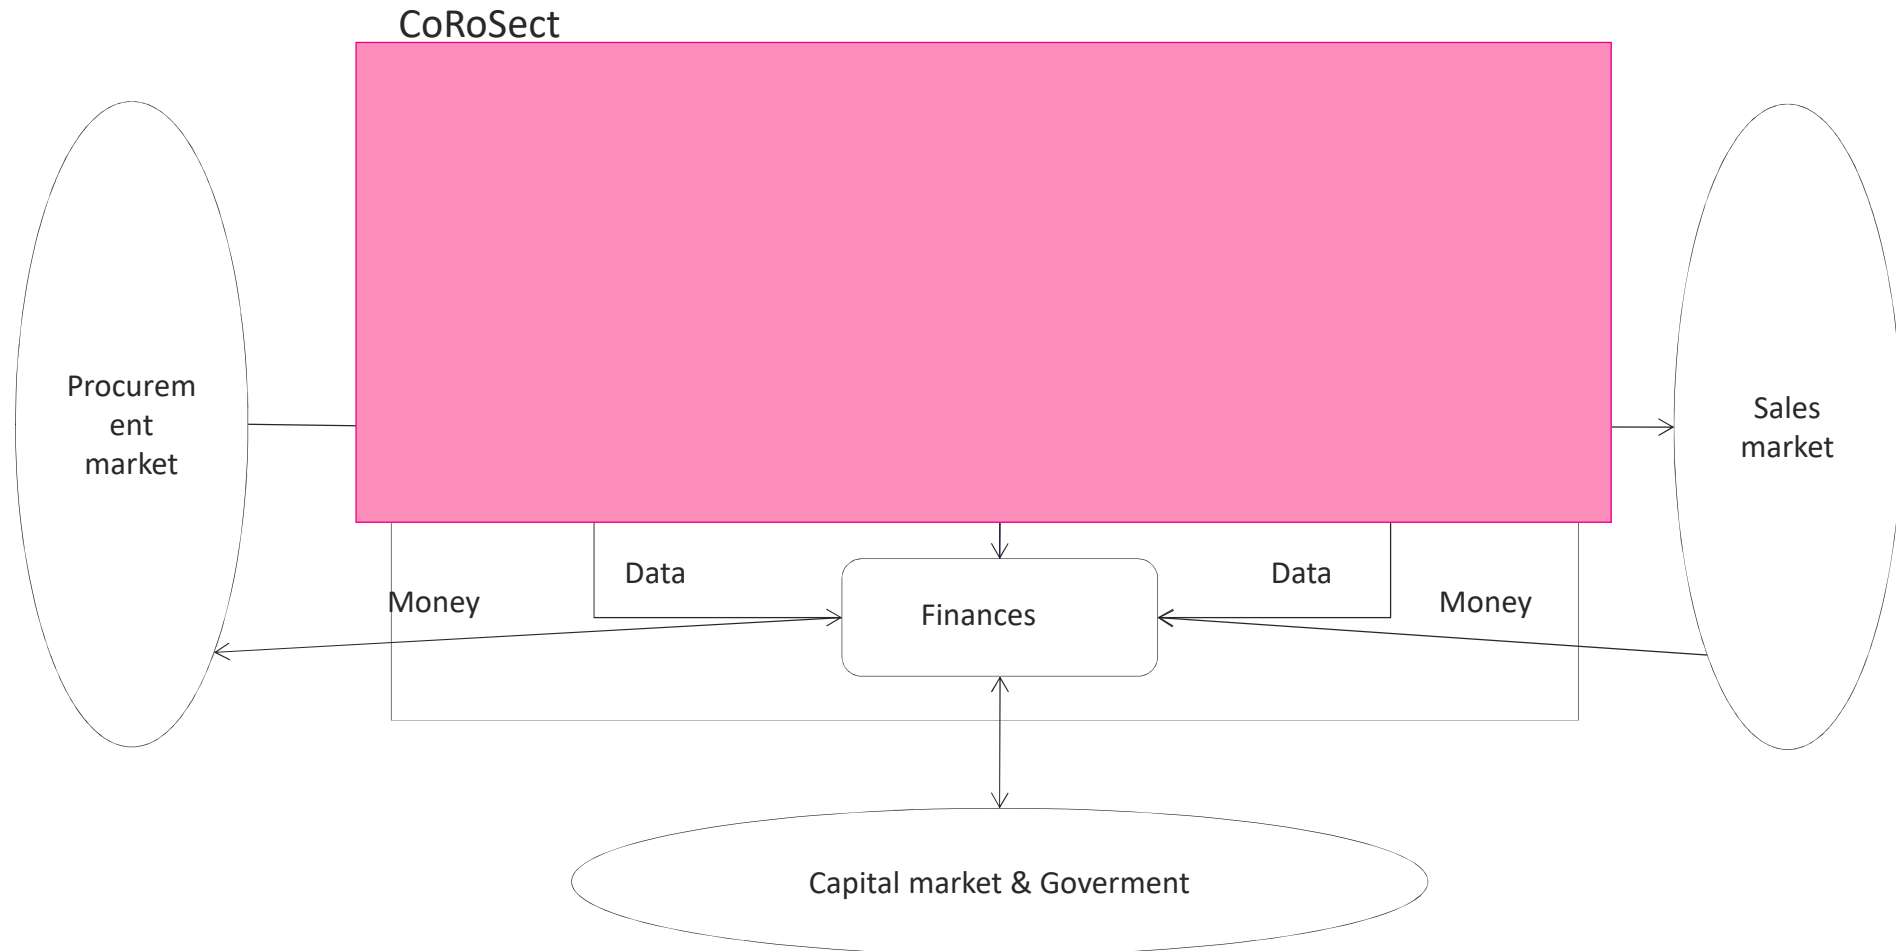 CoRoSect
Procurem
ent
market
Sales
market
Data
Data
Money
Money
Finances
Capital market & Goverment